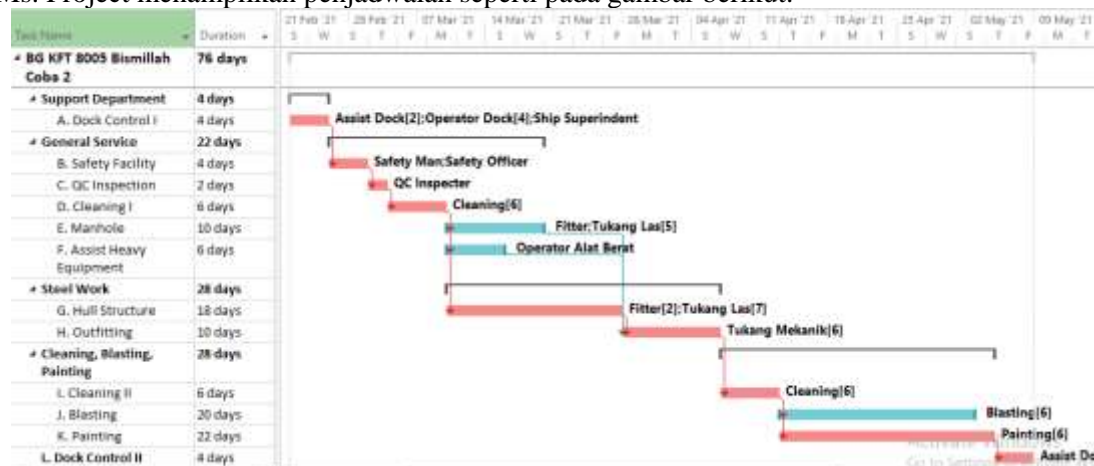 Ms. Project menampilkan penjadwalan seperti pada gambar berikut:
Task Name Duration 21 Feb '21 28 Feb '21 07 Mar '21 14 Mar '21 21 Mar '21 28 Mar '21 04 Apr '21 11 Apr '21 18 Apr '21 25 Apr '21 02 May '21 09 May '21
S W S T F M T S W S T F M T S W S T F M T S W S T F M T
BG KFT 8005 Bismillah Coba 2 76 days
Support Department 4 days
A. Dock Control I 4 days Assist Dock[2];Operator Dock[4];Ship Superindent
General Service 22 days
B. Safety Facility 4 days Safety Man;Safety Officer
C. QC Inspection 2 days QC Inspecter
D. Cleaning I 6 days Cleaning[6]
E. Manhole 10 days Fitter;Tukang Las[5]
F. Assist Heavy Equipment 6 days Operator Alat Berat
Steel Work 28 days
G. Hull Structure 18 days Fitter[2];Tukang Las[7]
H. Outfitting 10 days Tukang Mekanik[6]
Cleaning, Blasting, Painting 28 days
I. Cleaning II 6 days Cleaning[6]
J. Blasting 20 days Blasting[6]
K. Painting 22 days Painting[6]
L. Dock Control II 4 days Assist Do